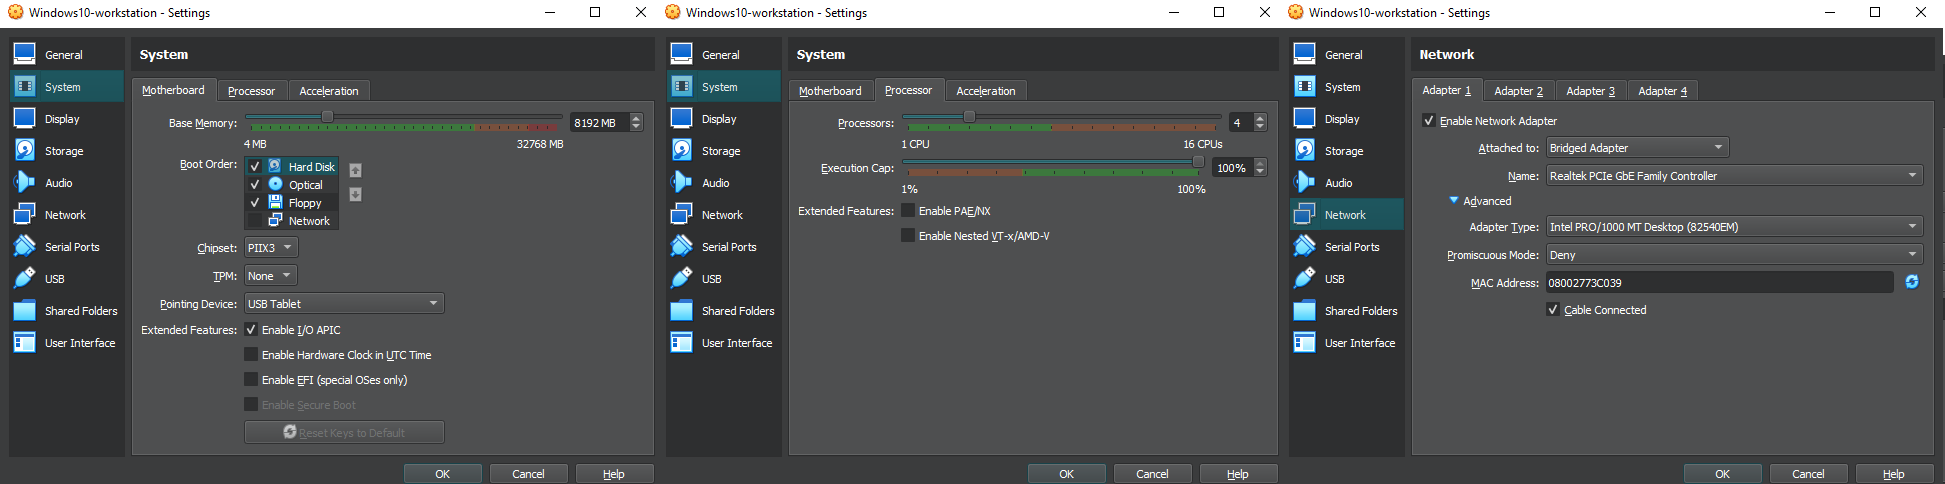 Windows10-workstation - Settings
General
System
Display
Storage
Audio
Network
Serial Ports
USB
Shared Folders
User Interface
System
Motherboard Processor Acceleration
Base Memory: 8192 MB
4 MB 32768 MB
Boot Order: Hard Disk
Optical
Floppy
Network
Chipset: PIIX3
TPM: None
Pointing Device: USB Tablet
Extended Features: Enable I/O APIC
Enable Hardware Clock in UTC Time
Enable EFI (special OSes only)
Enable Secure Boot
Reset Keys to Default
OK Cancel Help
Windows10-workstation - Settings
General
System
Display
Storage
Audio
Network
Serial Ports
USB
Shared Folders
User Interface
System
Motherboard Processor Acceleration
Processors: 4
1 CPU 16 CPUs
Execution Cap: 100%
1% 100%
Extended Features: Enable PAE/NX
Enable Nested VT-x/AMD-V
OK Cancel Help
Windows10-workstation - Settings
General
System
Display
Storage
Audio
Network
Serial Ports
USB
Shared Folders
User Interface
Network
Adapter 1 Adapter 2 Adapter 3 Adapter 4
Enable Network Adapter
Attached to: Bridged Adapter
Name: Realtek PCIe GbE Family Controller
Advanced
Adapter Type: Intel PRO/1000 MT Desktop (82540EM)
Promiscuous Mode: Deny
MAC Address: 08002773C039
Cable Connected
OK Cancel Help